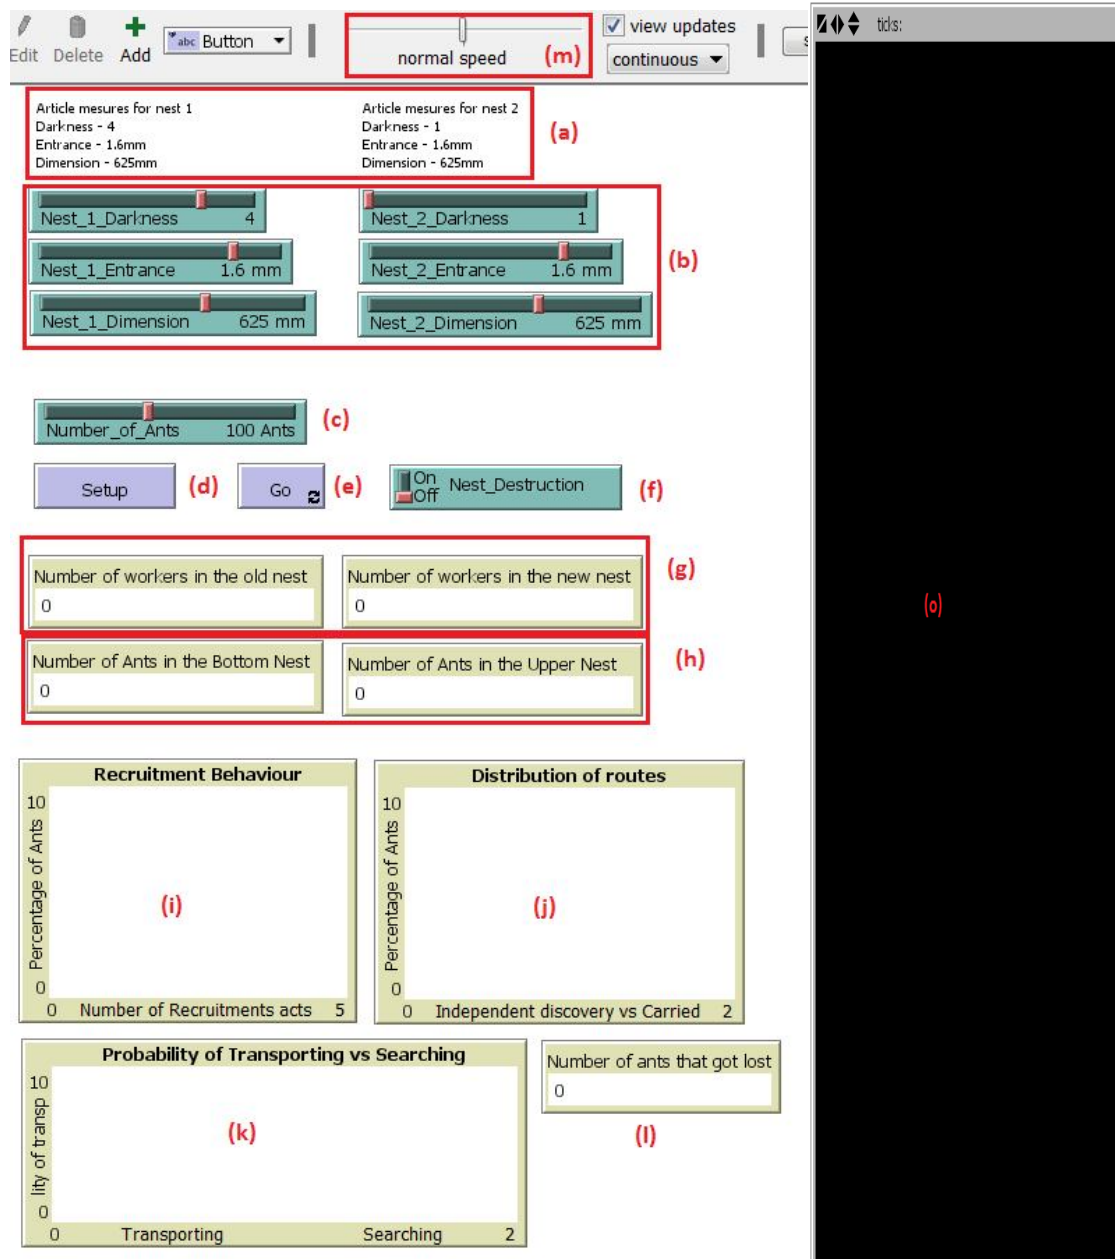 Edit Delete Add abc Button normal speed (m) view updates continuous ticks:
Article mesures for nest 1
Darkness - 4
Entrance - 1.6mm
Dimension - 625mm
Article mesures for nest 2
Darkness - 1
Entrance - 1.6mm
Dimension - 625mm
(a)
Nest_1_Darkness 4
Nest_2_Darkness 1
Nest_1_Entrance 1.6 mm
Nest_2_Entrance 1.6 mm
(b)
Nest_1_Dimension 625 mm
Nest_2_Dimension 625 mm
Number_of_Ants 100 Ants
(c)
Setup
(d)
Go
(e)
On
Off
Nest_Destruction
(f)
Number of workers in the old nest
0
Number of workers in the new nest
0
(g)
Number of Ants in the Bottom Nest
0
Number of Ants in the Upper Nest
0
(h)
(o)
Recruitment Behaviour
10
Percentage of Ants
(i)
0
0 Number of Recruitments acts 5
Distribution of routes
10
Percentage of Ants
(j)
0
0 Independent discovery vs Carried 2
Probability of Transporting vs Searching
10
lity of transp
(k)
0
0 Transporting Searching 2
Number of ants that got lost
0
(l)